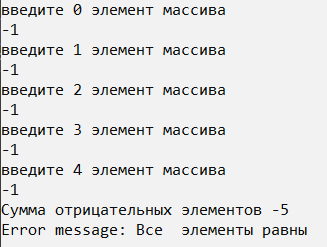 введите 0 элемент массива
-1
введите 1 элемент массива
-1
введите 2 элемент массива
-1
введите 3 элемент массива
-1
введите 4 элемент массива
-1
Сумма отрицательных элементов -5
Error message: Все  элементы равны